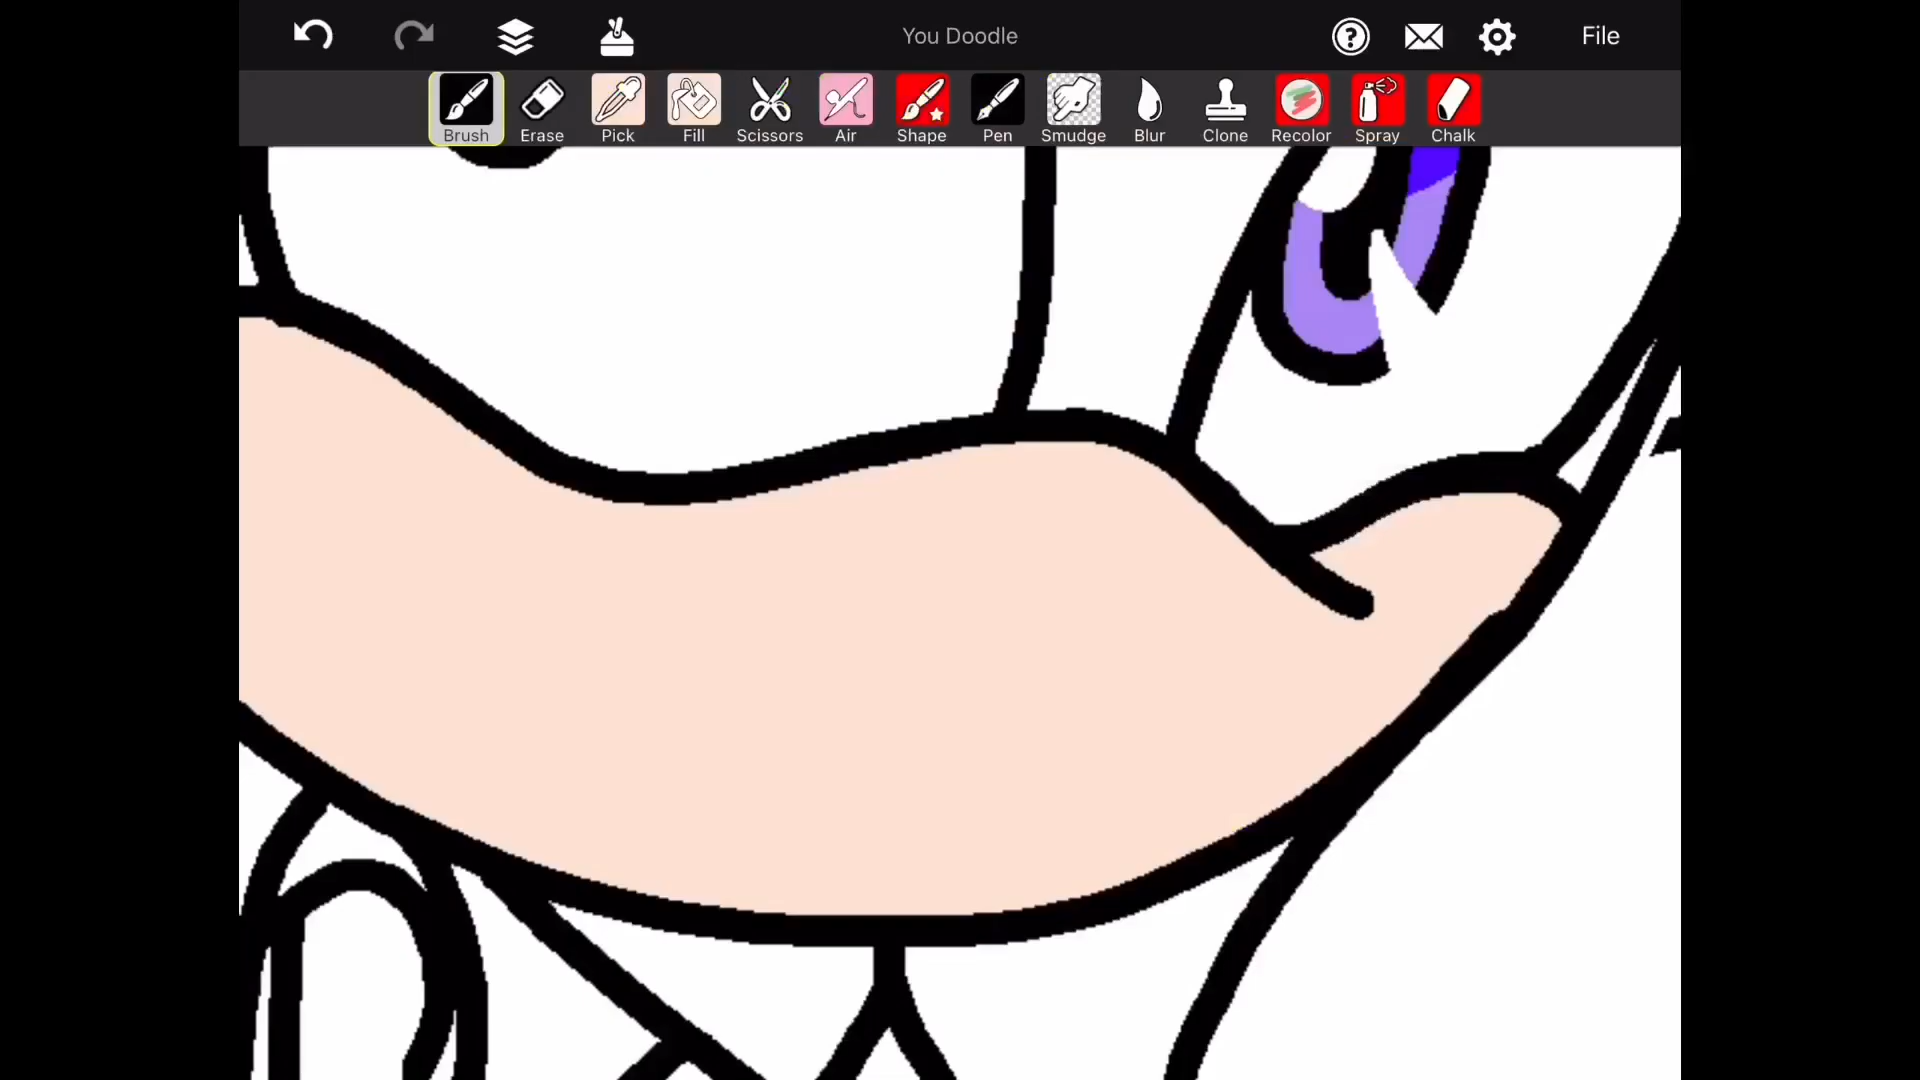 You Doodle
File
Brush Erase Pick Fill Scissors Air Shape Pen Smudge Blur Clone Recolor Spray Chalk